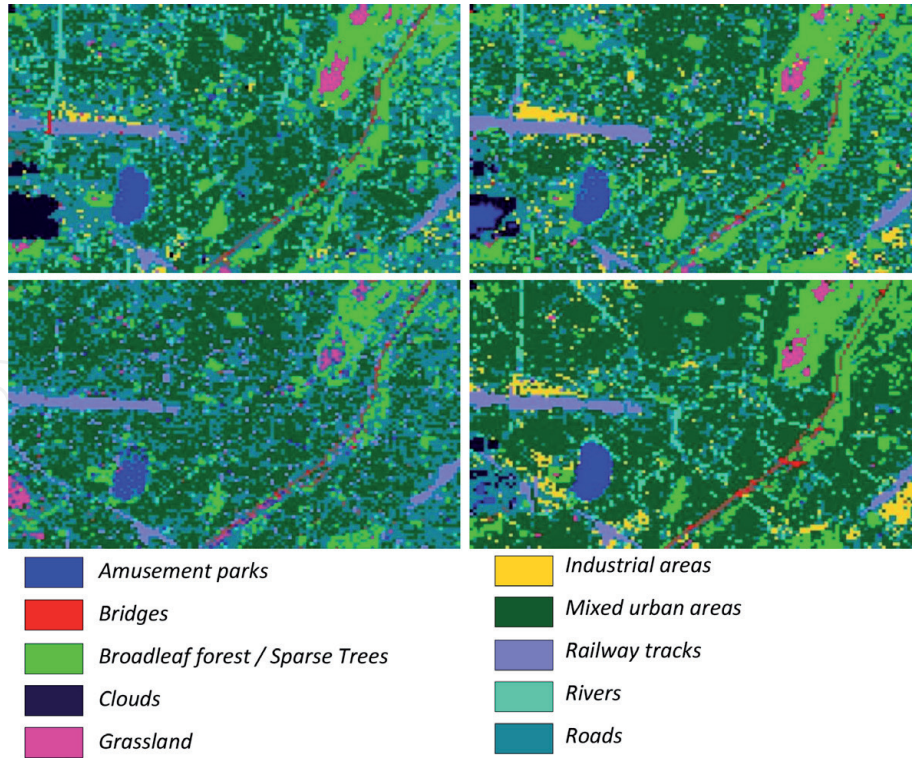 Amusement parks
Bridges
Broadleaf forest / Sparse Trees
Clouds
Grassland
Industrial areas
Mixed urban areas
Railway tracks
Rivers
Roads